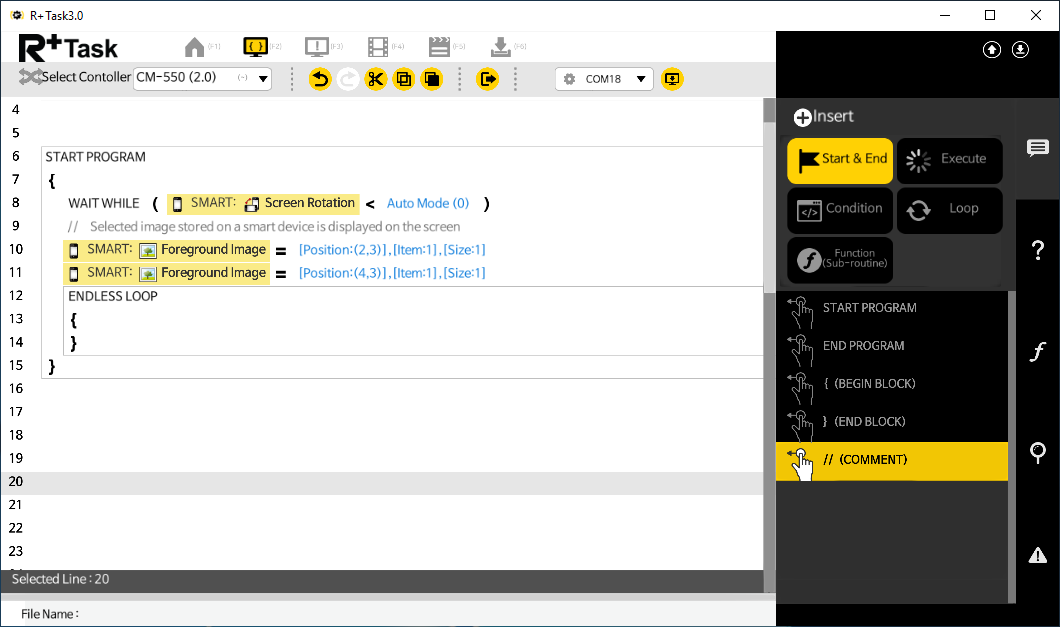 R+ Task3.0
R+Task
(F1) (F2) (F3) (F4) (F5) (F6)
Select Contoller CM-550 (2.0) (-) COM18
4
5
6 START PROGRAM
7 {
8 WAIT WHILE ( SMART: Screen Rotation < Auto Mode (0) )
9 // Selected image stored on a smart device is displayed on the screen
10 SMART: Foreground Image = [Position:(2,3)],[Item:1],[Size:1]
11 SMART: Foreground Image = [Position:(4,3)],[Item:1],[Size:1]
12 ENDLESS LOOP
13 {
14 }
15 }
16
17
18
19
20
21
22
23
Selected Line : 20
File Name :
Insert
Start & End Execute
Condition Loop
Function
(Sub-routine)
START PROGRAM
END PROGRAM
{ (BEGIN BLOCK)
} (END BLOCK)
// (COMMENT)